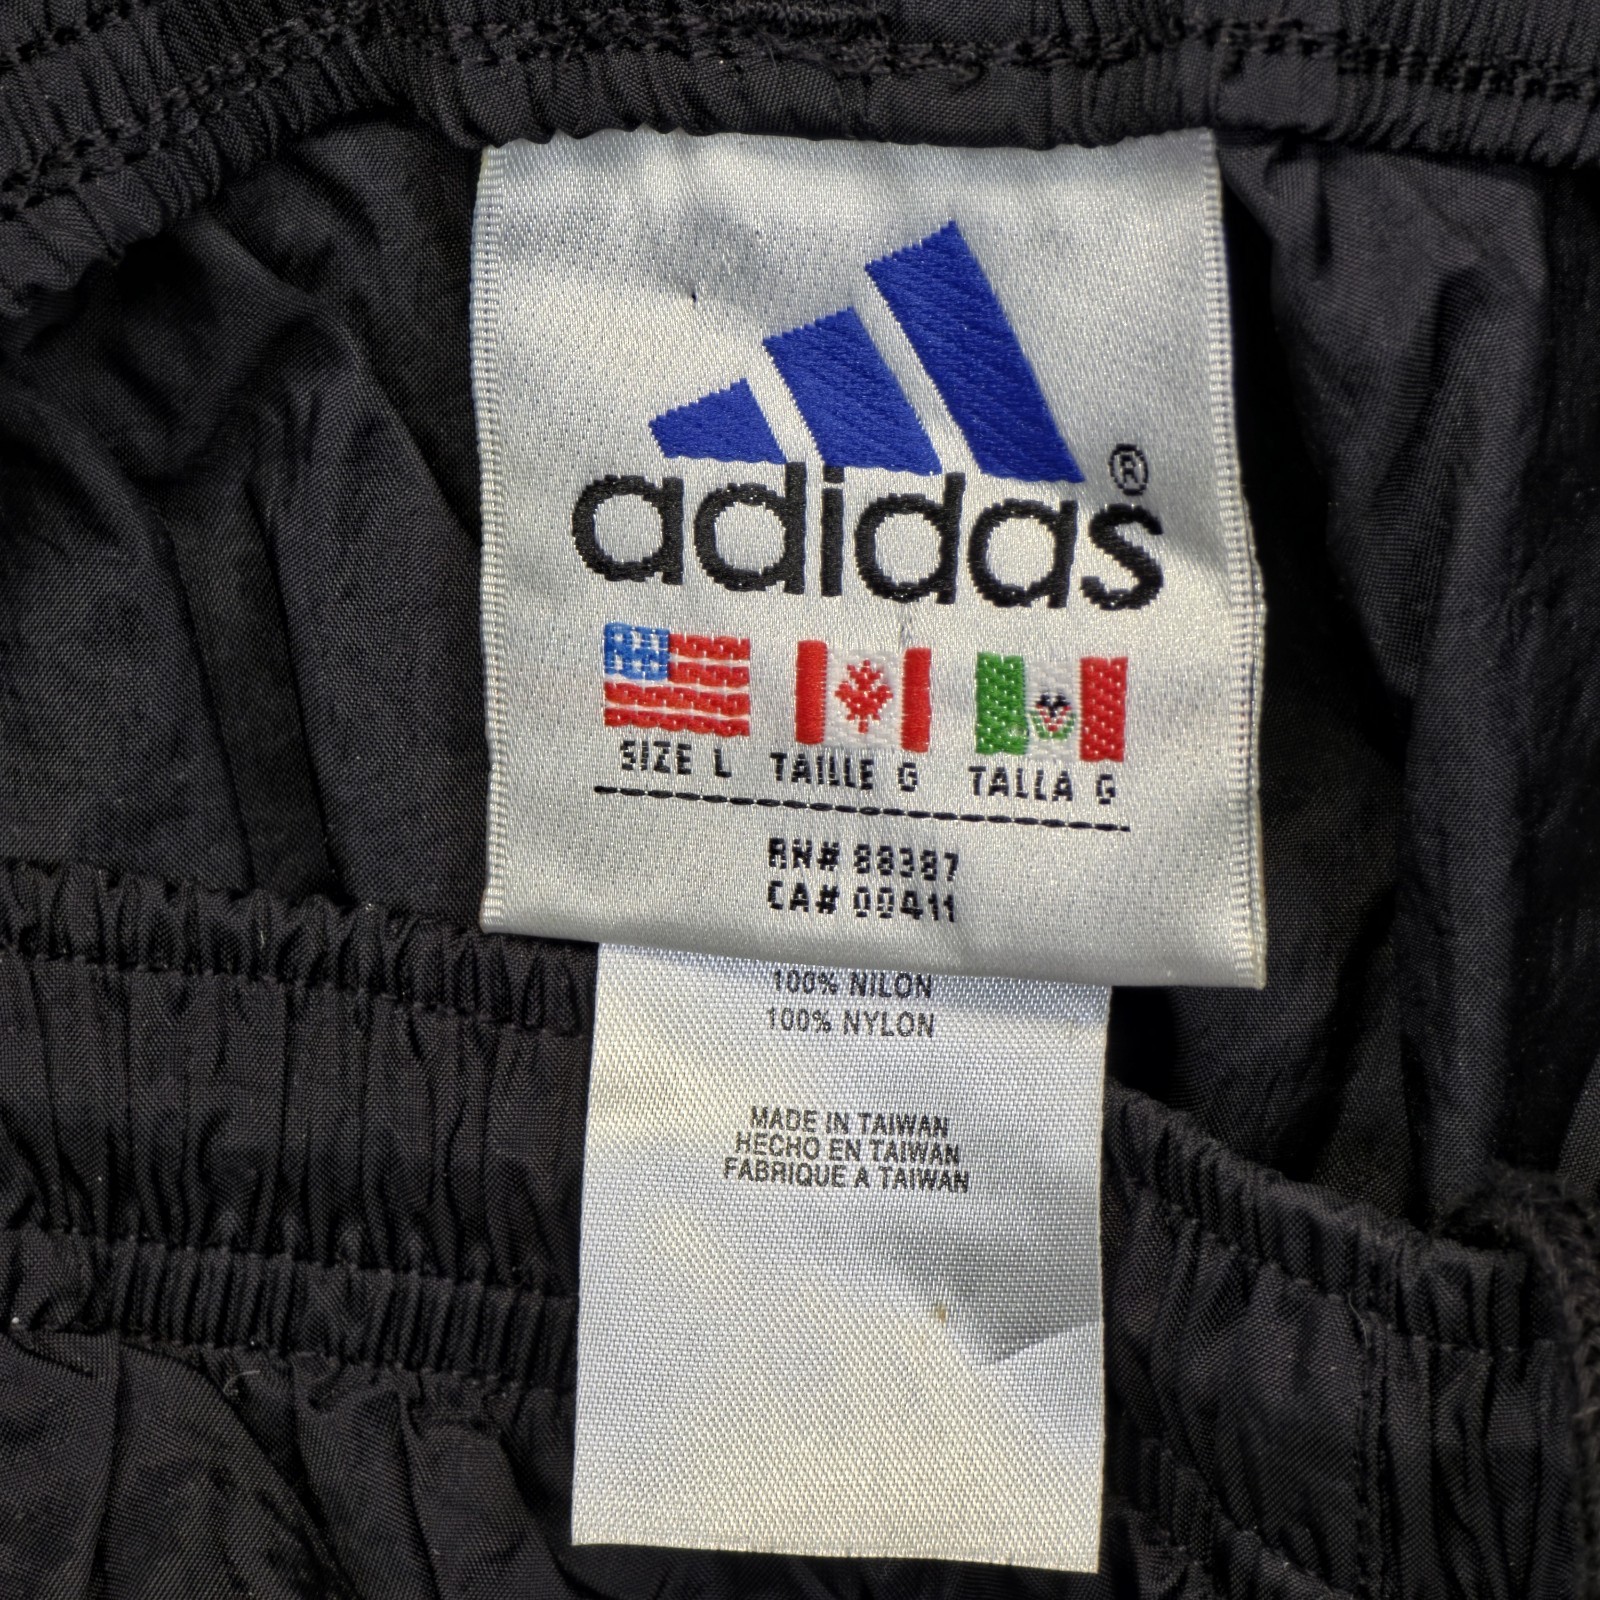 adidas®
SIZE L TAILLE G TALLA G
RN# 88387
CA# 00411
100% NILON
100% NYLON
MADE IN TAIWAN
HECHO EN TAIWAN
FABRIQUE A TAIWAN